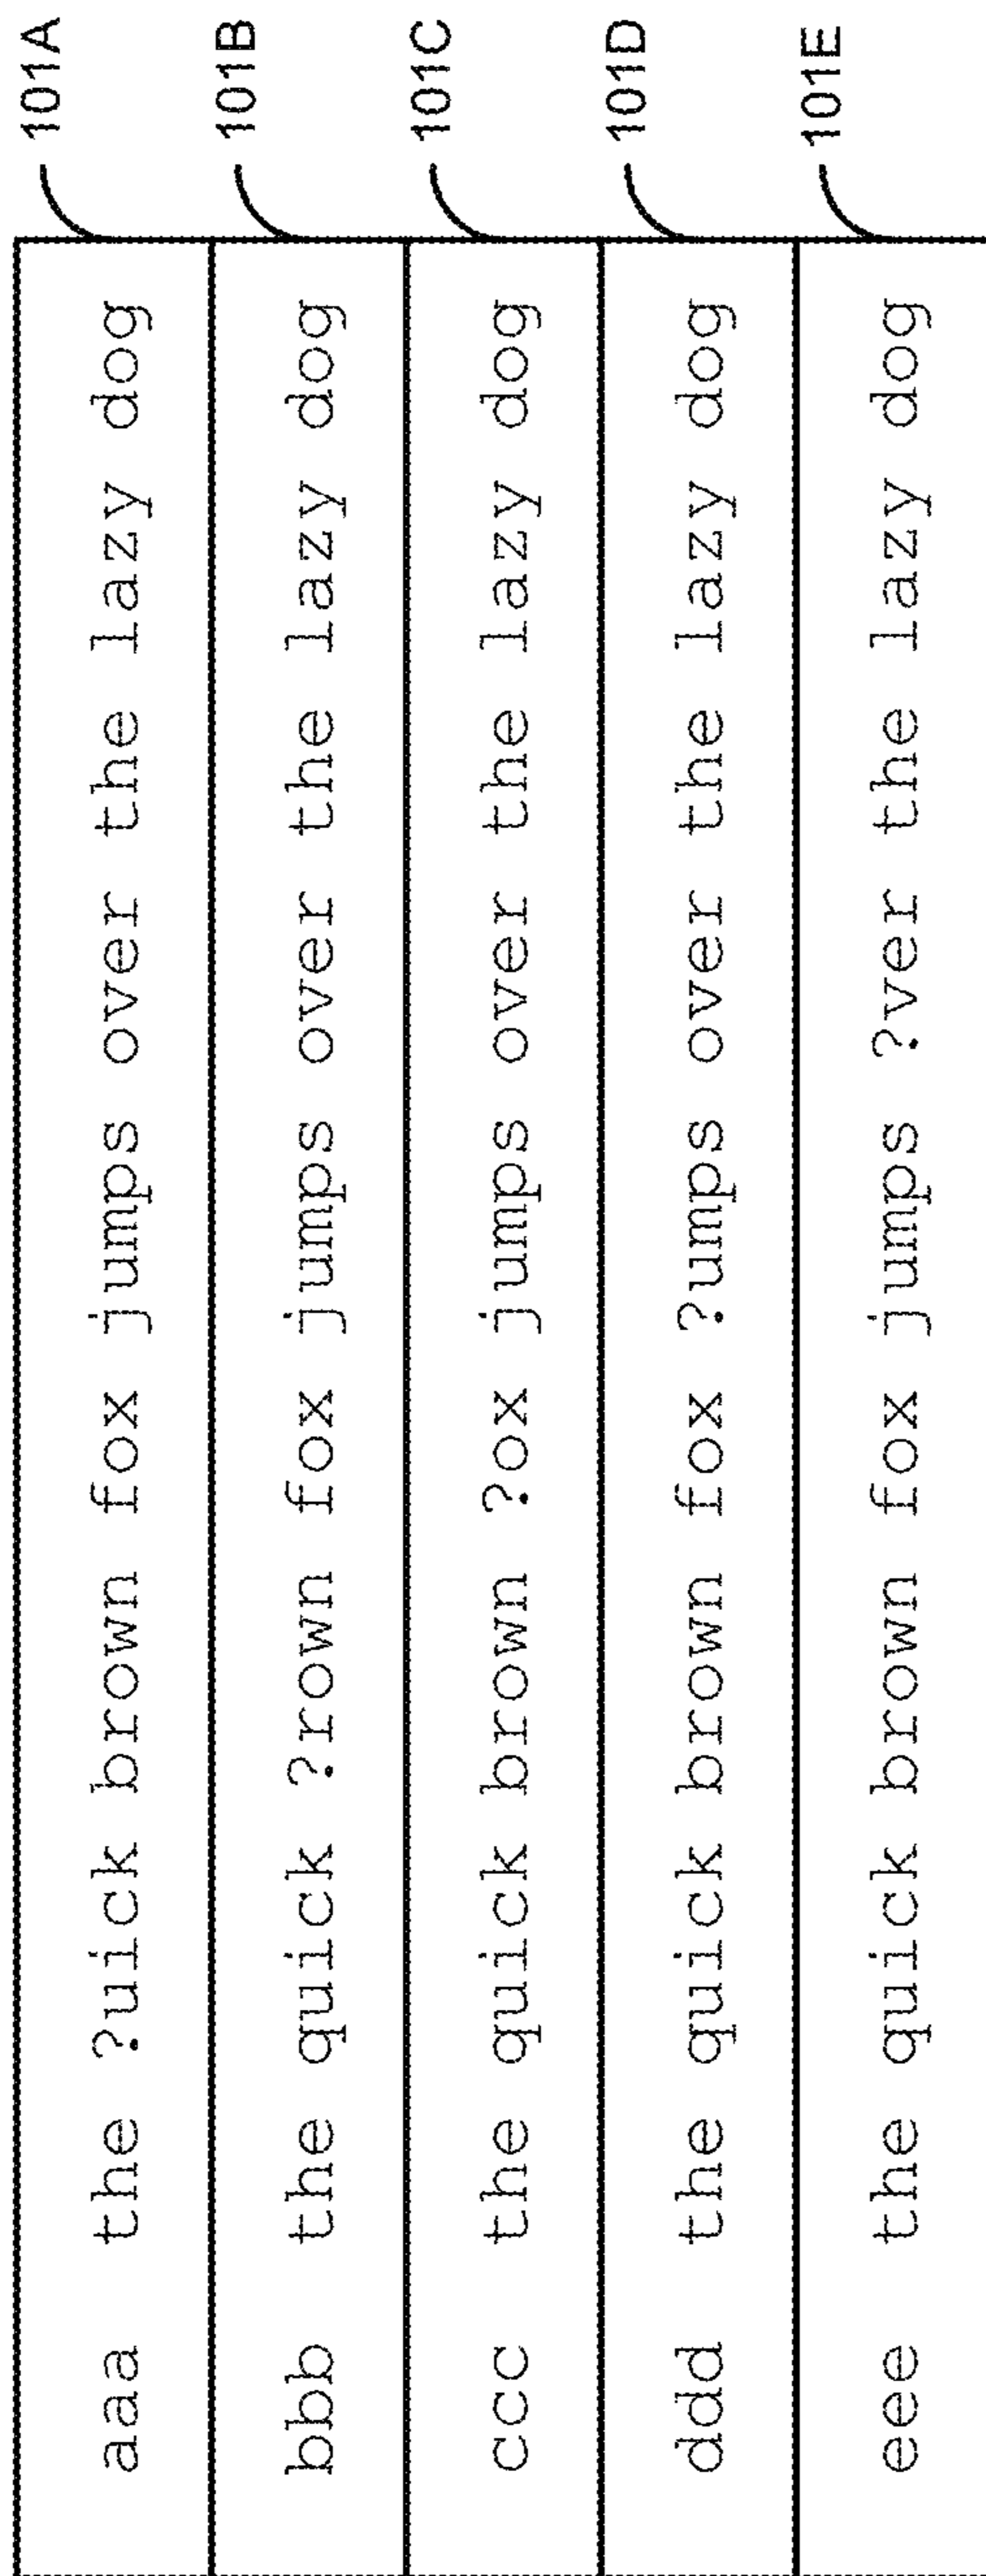 aaa the ?uick brown fox jumps over the lazy dog 101A
bbb the quick ?rown fox jumps over the lazy dog 101B
ccc the quick brown ?ox jumps over the lazy dog 101C
ddd the quick brown fox ?umps over the lazy dog 101D
eee the quick brown fox jumps ?ver the lazy dog 101E